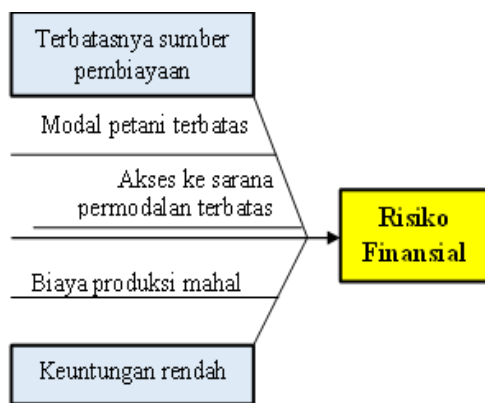 Terbatasnya sumber
pembiayaan
Modal petani terbatas
Akses ke sarana
permodalan terbatas
Risiko
Finansial
Biaya produksi mahal
Keuntungan rendah